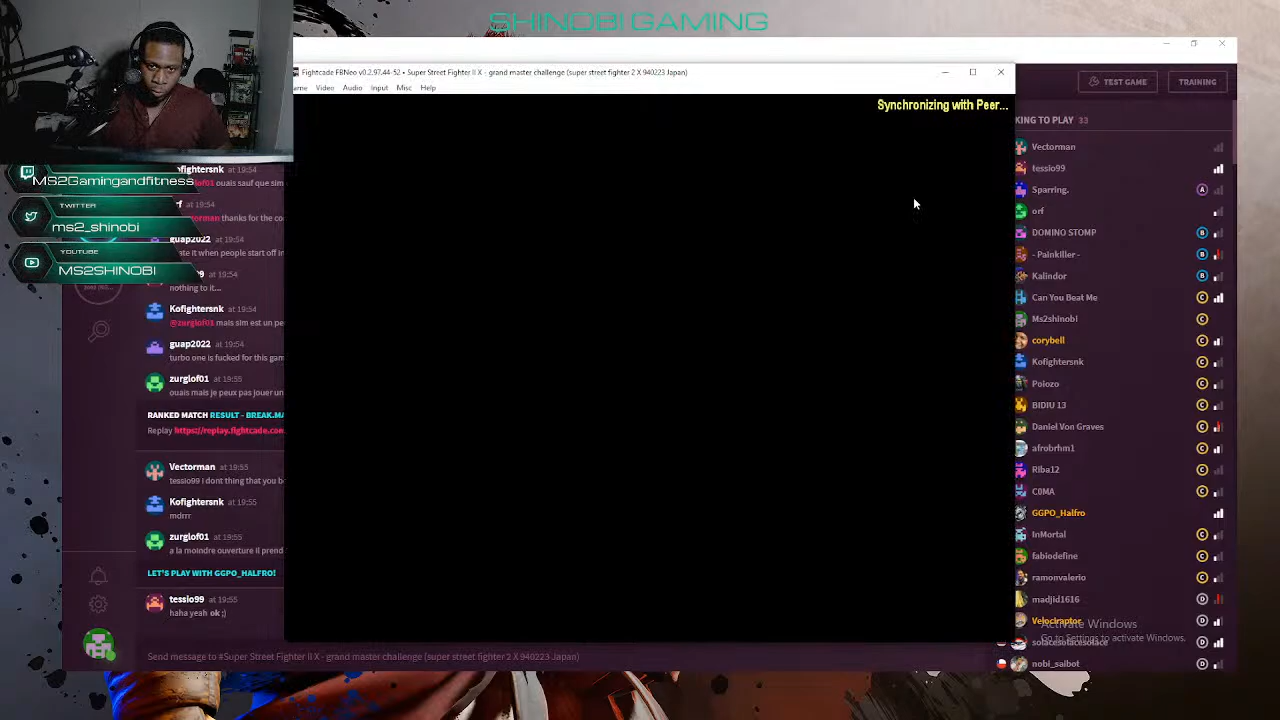 SHINOBI GAMING
Fightcade FBNeo v0.2.97.44-52 • Super Street Fighter II X - grand master challenge (super street fighter 2 X 940223 Japan)
Video Audio Input Misc Help
Synchronizing with Peer...
TEST GAME
TRAINING
KING TO PLAY 33
MS2Gamingandfitness
TWITTER
ms2_shinobi
YOUTUBE
MS2SHINOBI
ofightersnk at 19:54
lof01 ouais sauf que sim
at 19:54
rman thanks for the co
guap2022 at 19:54
ate it when people start off in
at 19:54
nothing to it...
Kofightersnk at 19:54
@zurglof01 mais sim est un pe
guap2022 at 19:54
turbo one is fucked for this gam
zurglof01 at 19:55
ouais mais je peux pas jouer un
RANKED MATCH RESULT - BREAK.MA
Replay https://replay.fightcade.com
Vectorman at 19:55
tessio99 i dont thing that you b
Kofightersnk at 19:55
mdrr
zurglof01 at 19:55
a la moindre ouverture il prend
LET'S PLAY WITH GGPO_HALFRO!
tessio99 at 19:55
haha yeah ok ;)
Send message to #Super Street Fighter II X - grand master challenge (super street fighter 2 X 940223 Japan)
Vectorman
tessio99
Sparring. A
orf
DOMINO STOMP B
- Painkiller - B
Kalindor B
Can You Beat Me C
Ms2shinobi C
corybell C
Kofightersnk C
Polozo C
BIDIU 13 C
Daniel Von Graves C
afrobrhm1 C
Riba12 C
C0MA C
GGPO_Halfro
InMortal C
fabiodefine C
ramonvalerio C
madjid1616 D
Velociraptor D
solacesolacesolace D
nobi_saibot D
Activate Windows
Go to Settings to activate Windows.